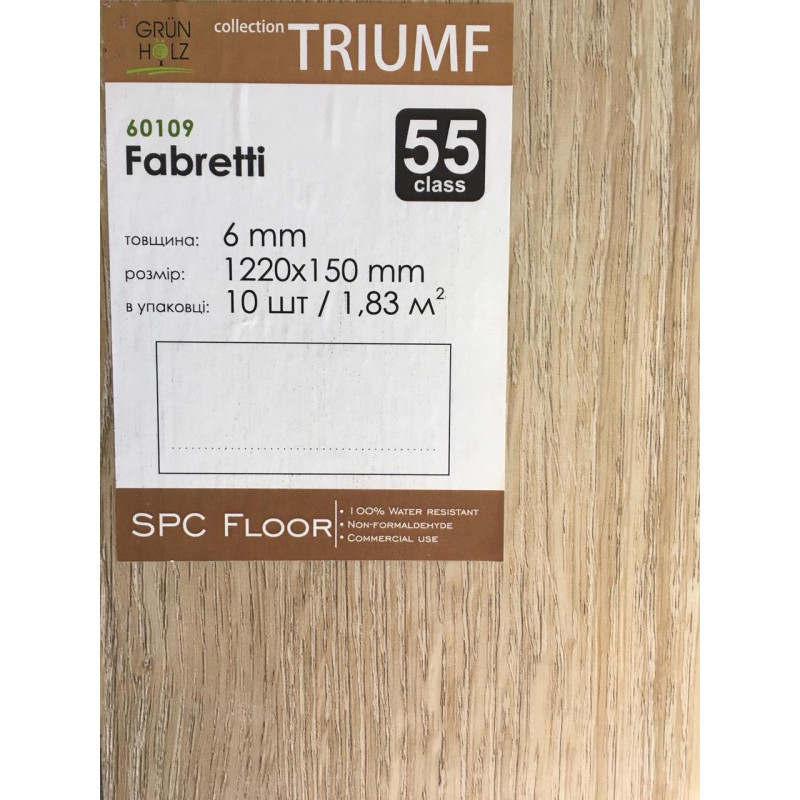 GRÜN
HOLZ
collection TRIUMF
60109
Fabretti
55
class
товщина: 6 mm
розмір: 1220x150 mm
в упаковці: 10 шт / 1,83 м²
SPC Floor
• 100% Water resistant
• Non-formaldehyde
• Commercial use